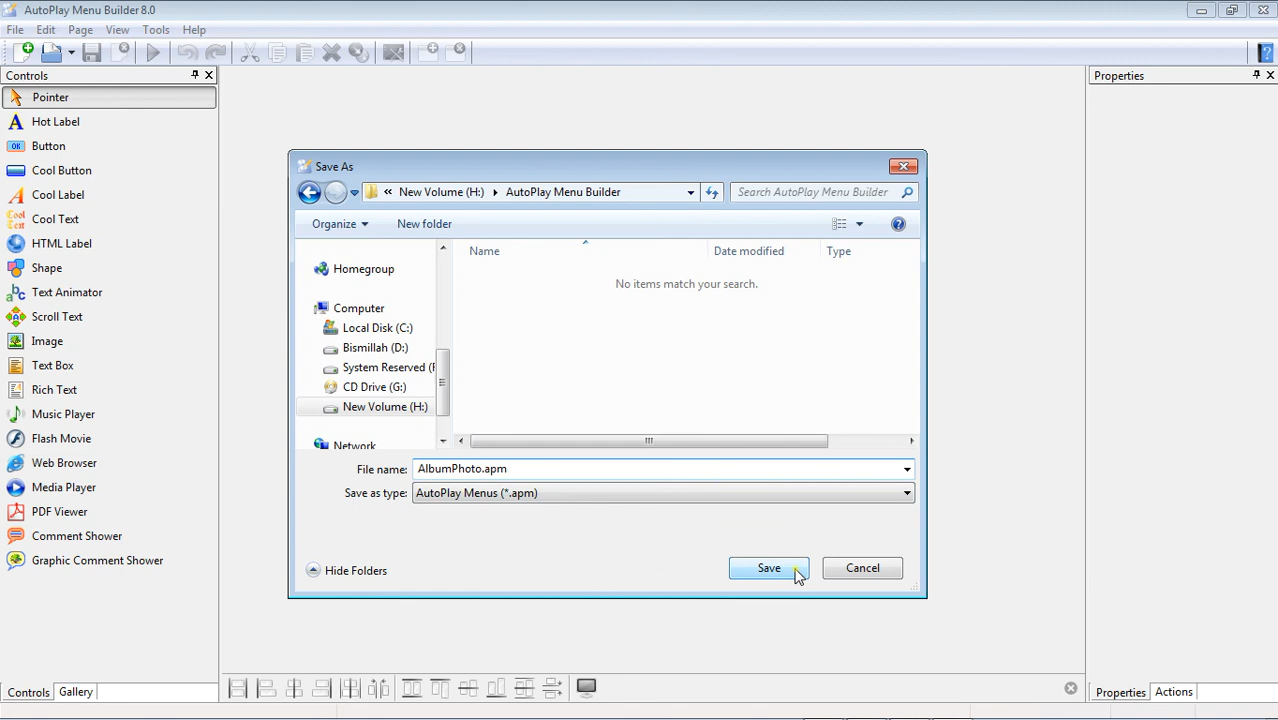 AutoPlay Menu Builder 8.0
File Edit Page View Tools Help
Controls
Pointer
Hot Label
Button
Cool Button
Cool Label
Cool Text
HTML Label
Shape
Text Animator
Scroll Text
Image
Text Box
Rich Text
Music Player
Flash Movie
Web Browser
Media Player
PDF Viewer
Comment Shower
Graphic Comment Shower
Controls Gallery
Save As
« New Volume (H:) AutoPlay Menu Builder
Search AutoPlay Menu Builder
Organize New folder
Homegroup
Computer
Local Disk (C:)
Bismillah (D:)
System Reserved (F
CD Drive (G:)
New Volume (H:)
Network
Name Date modified Type
No items match your search.
File name: AlbumPhoto.apm
Save as type: AutoPlay Menus (*.apm)
Hide Folders
Save Cancel
Properties
Properties Actions